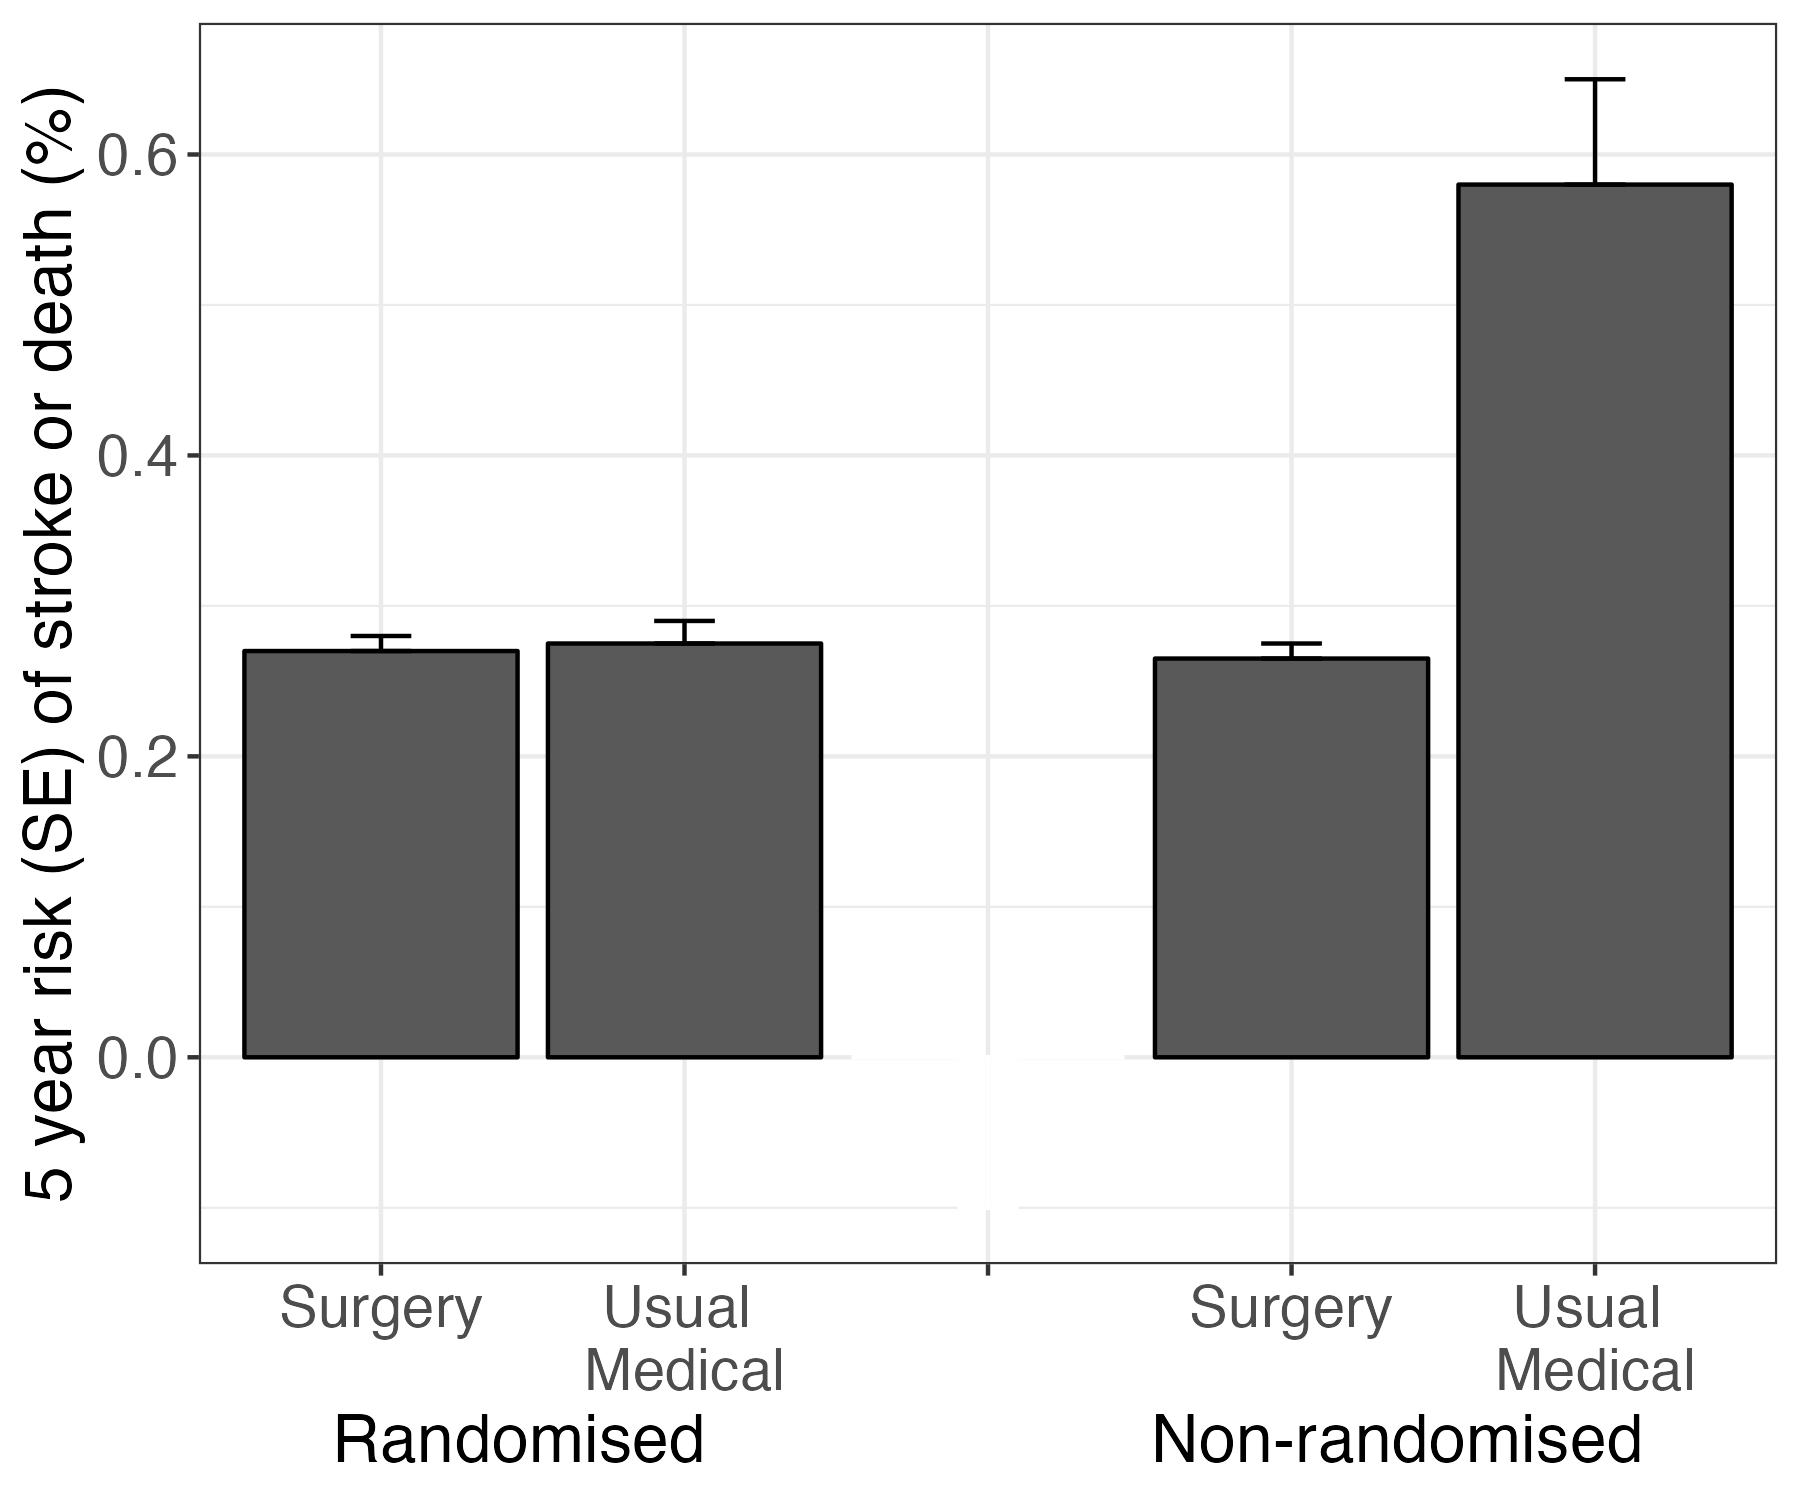 5 year risk (SE) of stroke or death (%)
0.6
0.4
0.2
0.0
Surgery
Usual
Medical
Surgery
Usual
Medical
Randomised
Non-randomised